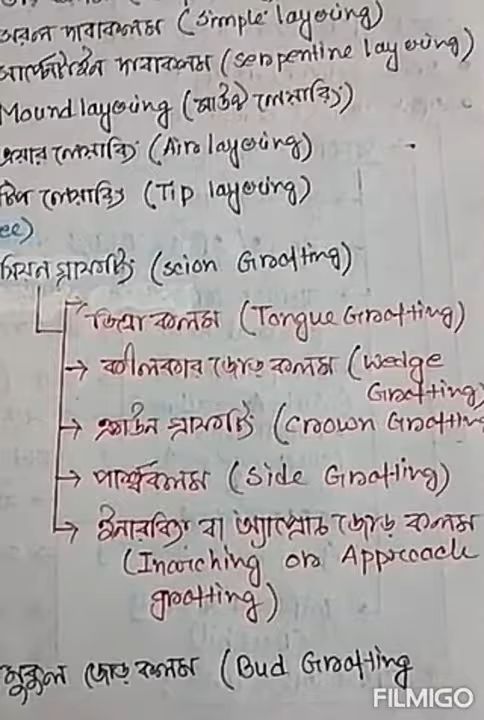 সরল দাবাকলম (Simple layering)
সার্পেন্টাইন দাবাকলম (serpentine layering)
Mound layering (মাউন্ড লেয়ারিং)
এয়ার লেয়ারিং (Air layering)
টিপ লেয়ারিং (Tip layering)
ee)
সিয়ন গ্রাফটিং (scion Grafting)
→ জিহ্বা কলম (Tongue Grafting)
→ কীলকাকার জোড় কলম (Wedge
Grafting)
→ ক্রাউন গ্রাফটিং (Crown Grafting
→ পার্শ্বকলম (Side Grafting)
→ ইনারচিং বা অ্যাপ্রোচ জোড় কলম
(Inarching or Approach
grafting)
মুকুল জোড় কলম (Bud Grafting
FILMIGO